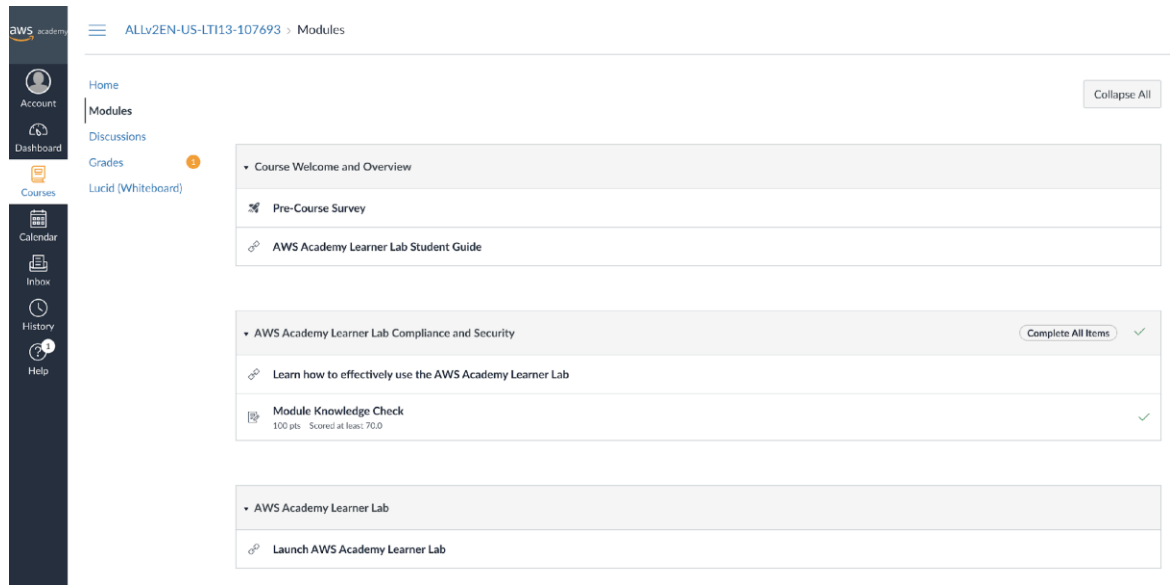 aws academy
ALLv2EN-US-LTI13-107693 > Modules
Account
Dashboard
Courses
Calendar
Inbox
History
1
Help
Home
Modules
Discussions
Grades 1
Lucid (Whiteboard)
Collapse All
Course Welcome and Overview
Pre-Course Survey
AWS Academy Learner Lab Student Guide
AWS Academy Learner Lab Compliance and Security Complete All Items
Learn how to effectively use the AWS Academy Learner Lab
Module Knowledge Check
100 pts Scored at least 70.0
AWS Academy Learner Lab
Launch AWS Academy Learner Lab